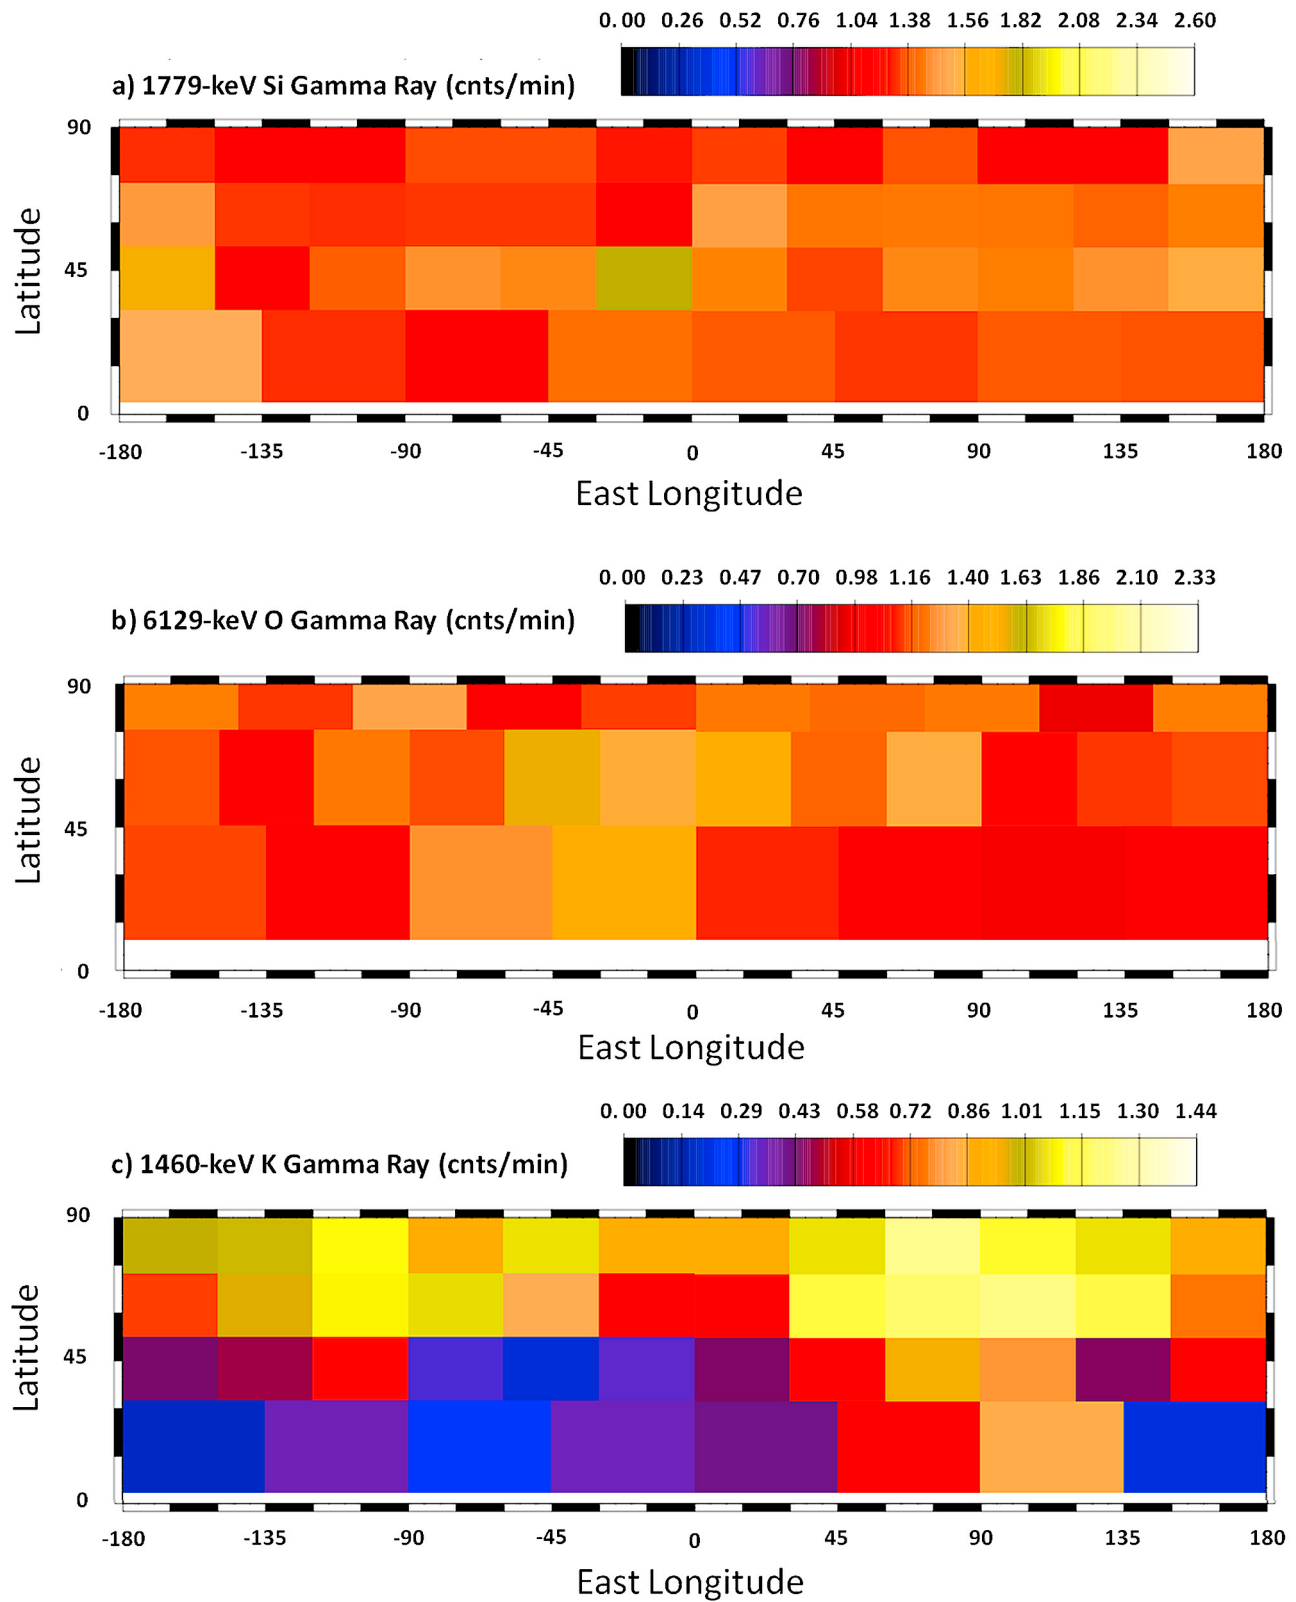 0.00 0.26 0.52 0.76 1.04 1.38 1.56 1.82 2.08 2.34 2.60
a) 1779-keV Si Gamma Ray (cnts/min)
90
45
0
Latitude
-180 -135 -90 -45 0 45 90 135 180
East Longitude
0.00 0.23 0.47 0.70 0.98 1.16 1.40 1.63 1.86 2.10 2.33
b) 6129-keV O Gamma Ray (cnts/min)
90
45
0
Latitude
-180 -135 -90 -45 0 45 90 135 180
East Longitude
0.00 0.14 0.29 0.43 0.58 0.72 0.86 1.01 1.15 1.30 1.44
c) 1460-keV K Gamma Ray (cnts/min)
90
45
0
Latitude
-180 -135 -90 -45 0 45 90 135 180
East Longitude